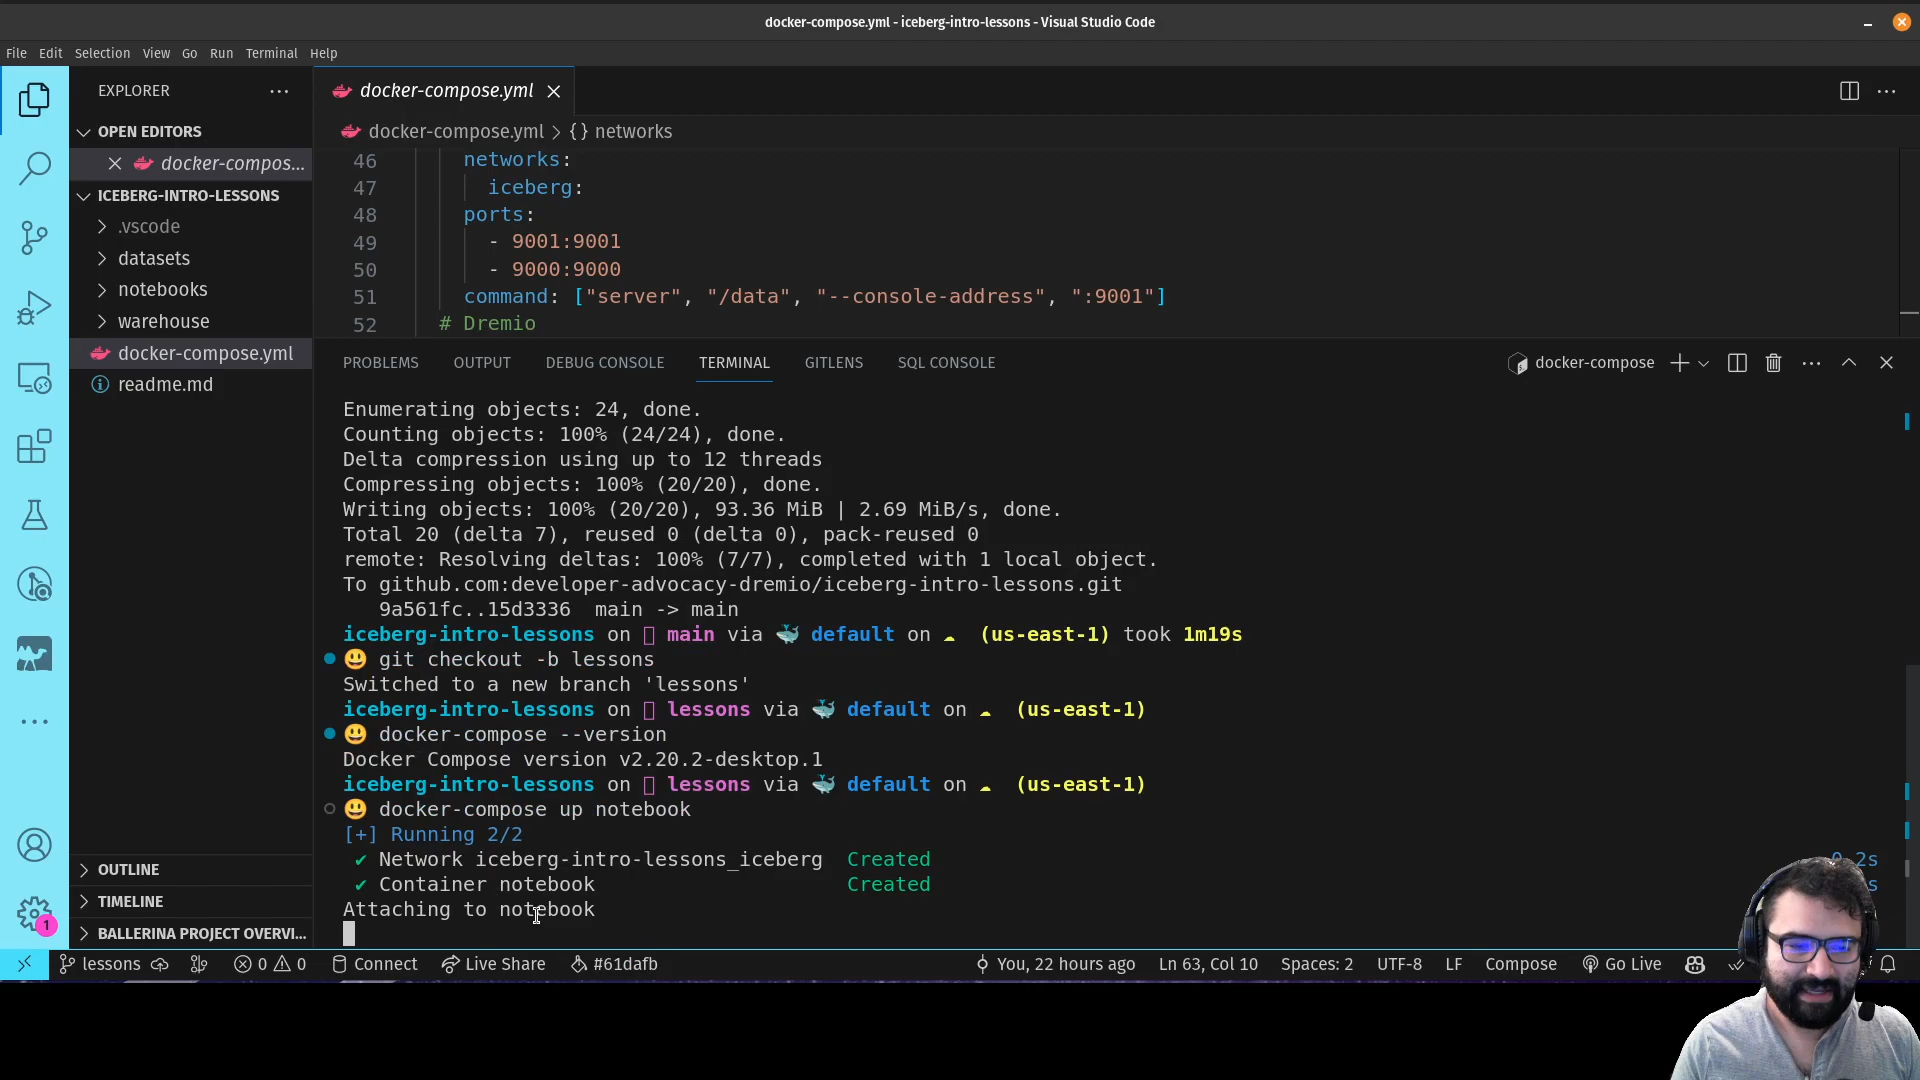 docker-compose.yml - iceberg-intro-lessons - Visual Studio Code
File Edit Selection View Go Run Terminal Help
EXPLORER
OPEN EDITORS
docker-compos...
ICEBERG-INTRO-LESSONS
.vscode
datasets
notebooks
warehouse
docker-compose.yml
readme.md
OUTLINE
TIMELINE
BALLERINA PROJECT OVERVI...
1
docker-compose.yml
docker-compose.yml > {} networks
46 networks:
47 iceberg:
48 ports:
49 - 9001:9001
50 - 9000:9000
51 command: ["server", "/data", "--console-address", ":9001"]
52 # Dremio
PROBLEMS OUTPUT DEBUG CONSOLE TERMINAL GITLENS SQL CONSOLE
docker-compose
Enumerating objects: 24, done.
Counting objects: 100% (24/24), done.
Delta compression using up to 12 threads
Compressing objects: 100% (20/20), done.
Writing objects: 100% (20/20), 93.36 MiB | 2.69 MiB/s, done.
Total 20 (delta 7), reused 0 (delta 0), pack-reused 0
remote: Resolving deltas: 100% (7/7), completed with 1 local object.
To github.com:developer-advocacy-dremio/iceberg-intro-lessons.git
9a561fc..15d3336 main -> main
iceberg-intro-lessons on main via 🐳 default on ☁ (us-east-1) took 1m19s
😃 git checkout -b lessons
Switched to a new branch 'lessons'
iceberg-intro-lessons on lessons via 🐳 default on ☁ (us-east-1)
😃 docker-compose --version
Docker Compose version v2.20.2-desktop.1
iceberg-intro-lessons on lessons via 🐳 default on ☁ (us-east-1)
😃 docker-compose up notebook
[+] Running 2/2
✔ Network iceberg-intro-lessons_iceberg Created
✔ Container notebook Created
Attaching to notebook
lessons 0 0 Connect Live Share #61dafb You, 22 hours ago Ln 63, Col 10 Spaces: 2 UTF-8 LF Compose Go Live